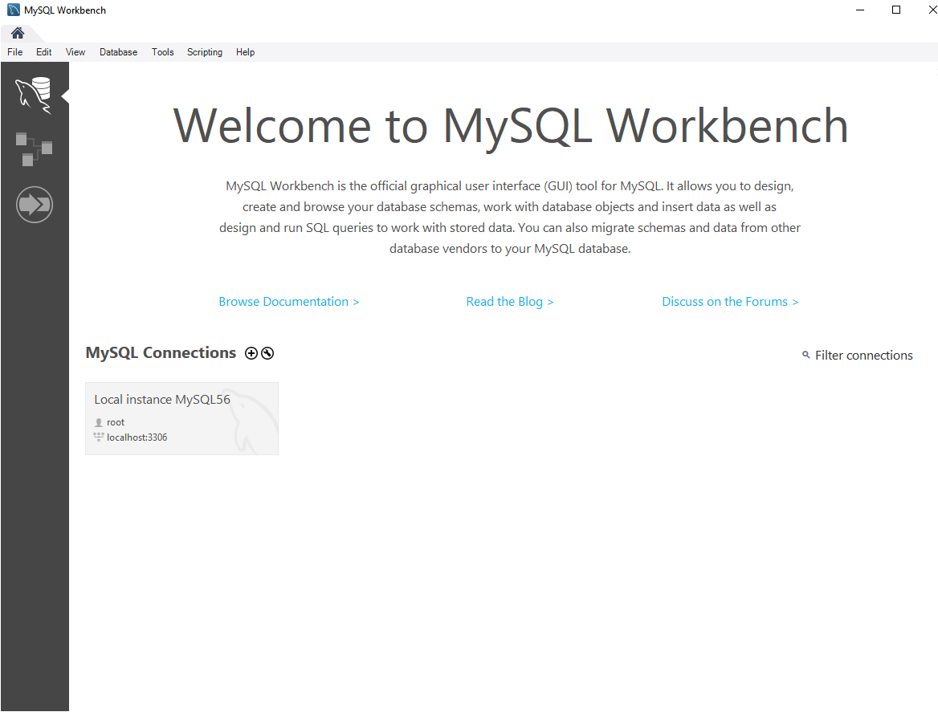 MySQL Workbench
File Edit View Database Tools Scripting Help
Welcome to MySQL Workbench
MySQL Workbench is the official graphical user interface (GUI) tool for MySQL. It allows you to design,
create and browse your database schemas, work with database objects and insert data as well as
design and run SQL queries to work with stored data. You can also migrate schemas and data from other
database vendors to your MySQL database.
Browse Documentation > Read the Blog > Discuss on the Forums >
MySQL Connections Filter connections
Local instance MySQL56
root
localhost:3306